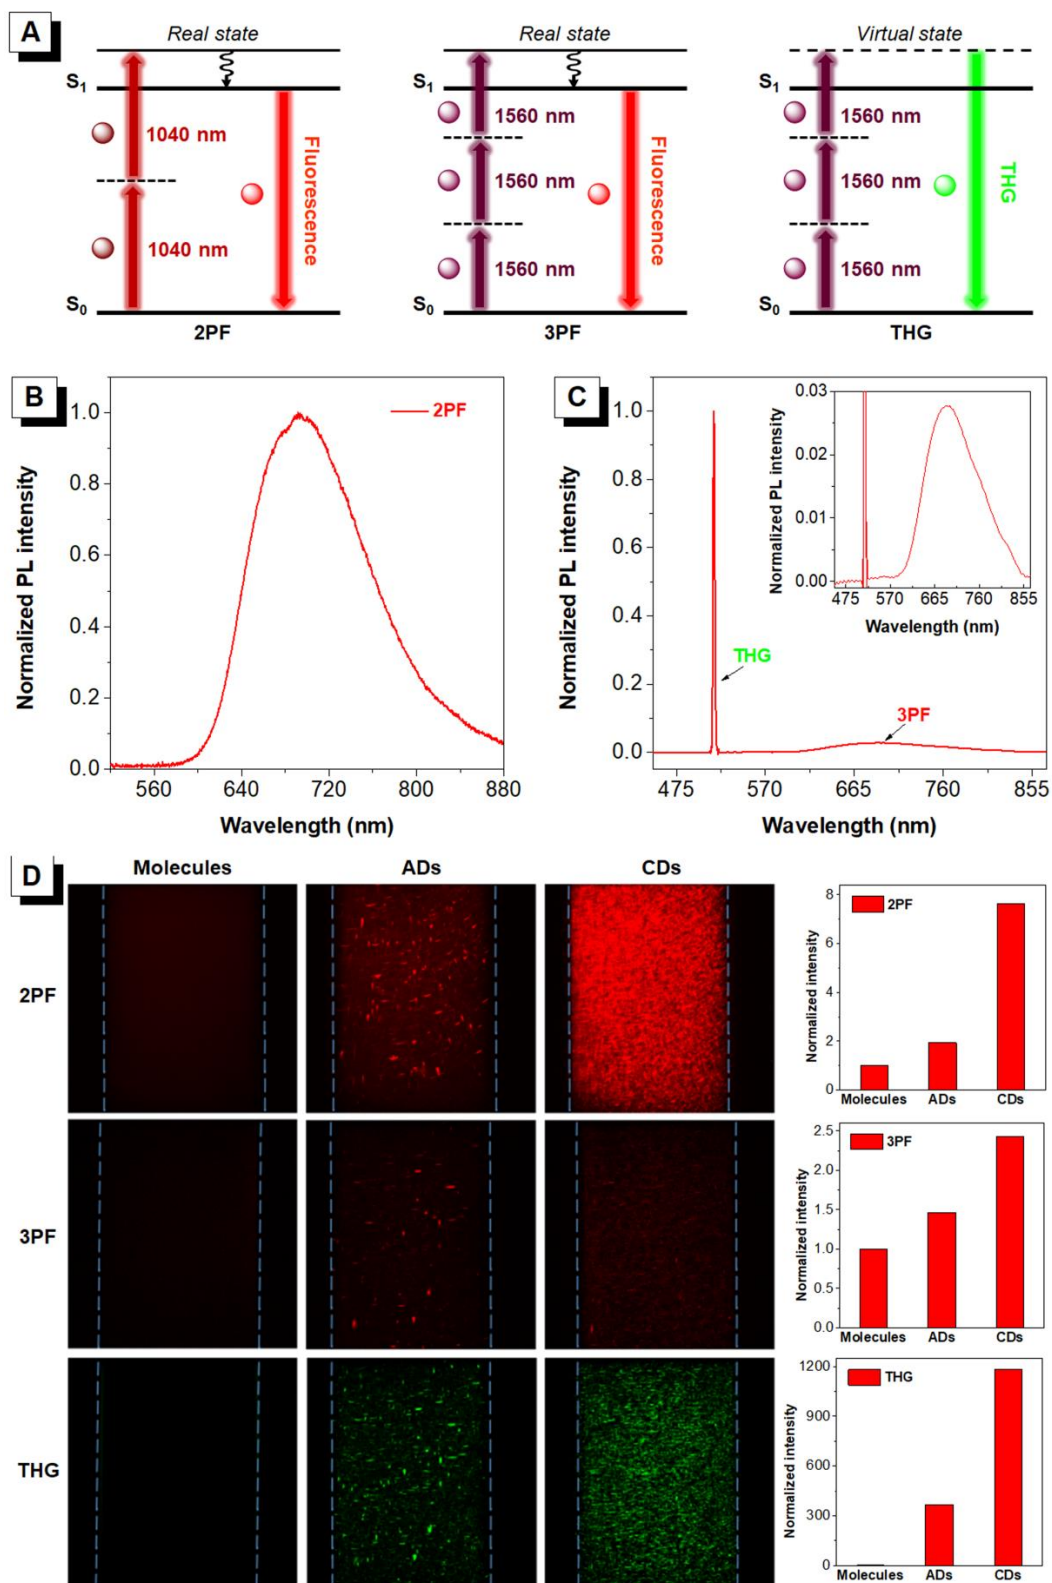 A
Real state
S1
1040 nm
1040 nm
Fluorescence
S0
2PF
Real state
S1
1560 nm
1560 nm
1560 nm
Fluorescence
S0
3PF
Virtual state
S1
1560 nm
1560 nm
1560 nm
THG
S0
THG
B
Normalized PL intensity
1.0
0.8
0.6
0.4
0.2
0.0
2PF
560 640 720 800 880
Wavelength (nm)
C
Normalized PL intensity
1.0
0.8
0.6
0.4
0.2
0.0
THG
3PF
475 570 665 760 855
Wavelength (nm)
Normalized PL intensity
0.03
0.02
0.01
0.00
475 570 665 760 855
Wavelength (nm)
D
Molecules ADs CDs
2PF
3PF
THG
Normalized intensity
8
6
4
2
0
2PF
Molecules ADs CDs
Normalized intensity
2.5
2.0
1.5
1.0
0.5
0.0
3PF
Molecules ADs CDs
Normalized intensity
1200
900
600
300
0
THG
Molecules ADs CDs